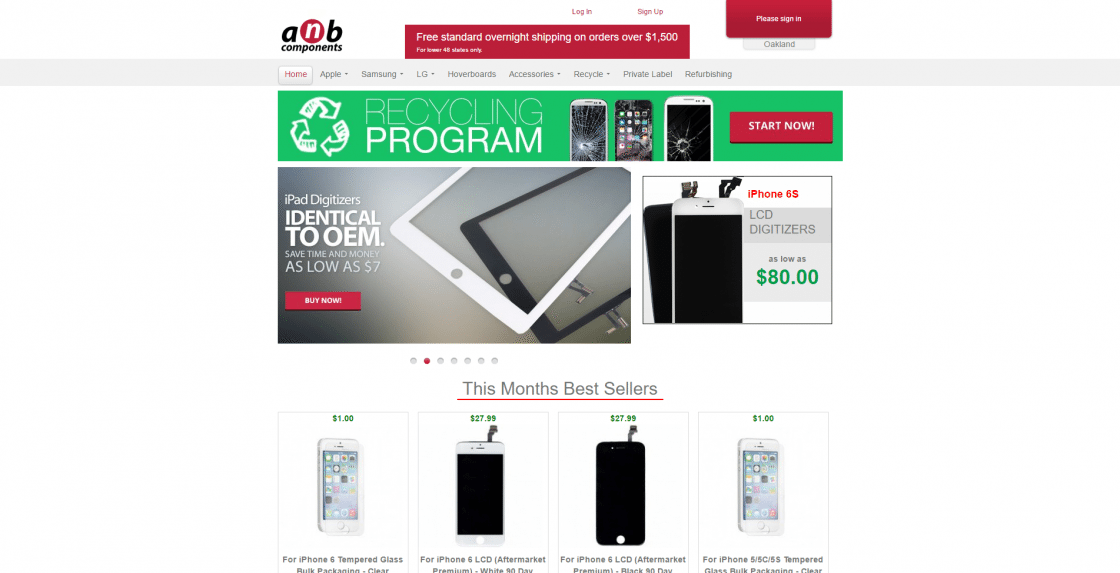 Log In
Sign Up
Please sign in
Oakland
anb
components
Free standard overnight shipping on orders over $1,500
For lower 48 states only.
Home
Apple
Samsung
LG
Hoverboards
Accessories
Recycle
Private Label
Refurbishing
RECYCLING
PROGRAM
START NOW!
iPad Digitizers
IDENTICAL
TO OEM.
SAVE TIME AND MONEY
AS LOW AS $7
BUY NOW!
iPhone 6S
LCD
DIGITIZERS
as low as
$80.00
This Months Best Sellers
$1.00
For iPhone 6 Tempered Glass
Bulk Packaging - Clear
$27.99
For iPhone 6 LCD (Aftermarket
Premium) - White 90 Day
$27.99
For iPhone 6 LCD (Aftermarket
Premium) - Black 90 Day
$1.00
For iPhone 5/5C/5S Tempered
Glass Bulk Packaging - Clear